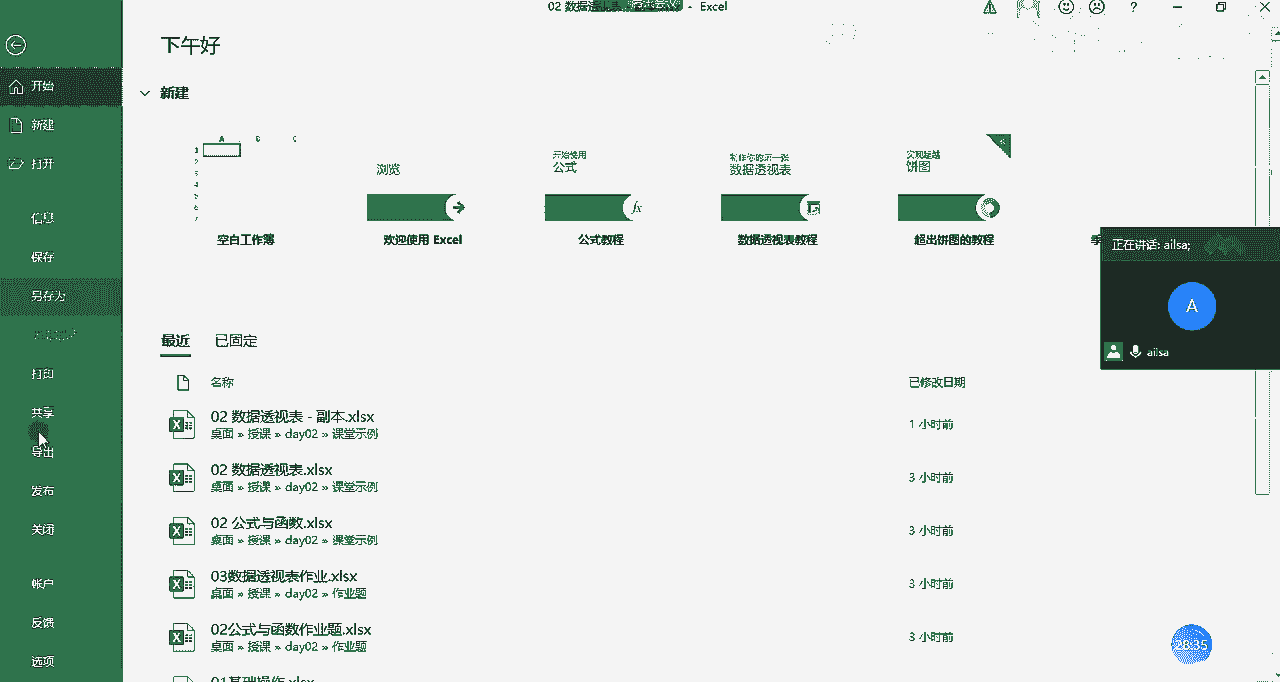 02 数据透视表 - Excel
下午好
新建
A B C
1
2
3
4
5
6
7
浏览
开始使用
公式
fx
制作你的第一张
数据透视表
实现超越
饼图
空白工作簿
欢迎使用 Excel
公式教程
数据透视表教程
超出饼图的教程
季
最近 已固定
名称 已修改日期
02 数据透视表 - 副本.xlsx
桌面 » 授课 » day02 » 课堂示例
1 小时前
02 数据透视表.xlsx
桌面 » 授课 » day02 » 课堂示例
3 小时前
02 公式与函数.xlsx
桌面 » 授课 » day02 » 课堂示例
3 小时前
03数据透视表作业.xlsx
桌面 » 授课 » day02 » 作业题
3 小时前
02公式与函数作业题.xlsx
桌面 » 授课 » day02 » 作业题
3 小时前
01基础操作.xlsx
开始
新建
打开
信息
保存
另存为
打印
共享
导出
发布
关闭
帐户
反馈
选项
正在讲话: ailsa;
A
ailsa
28:35